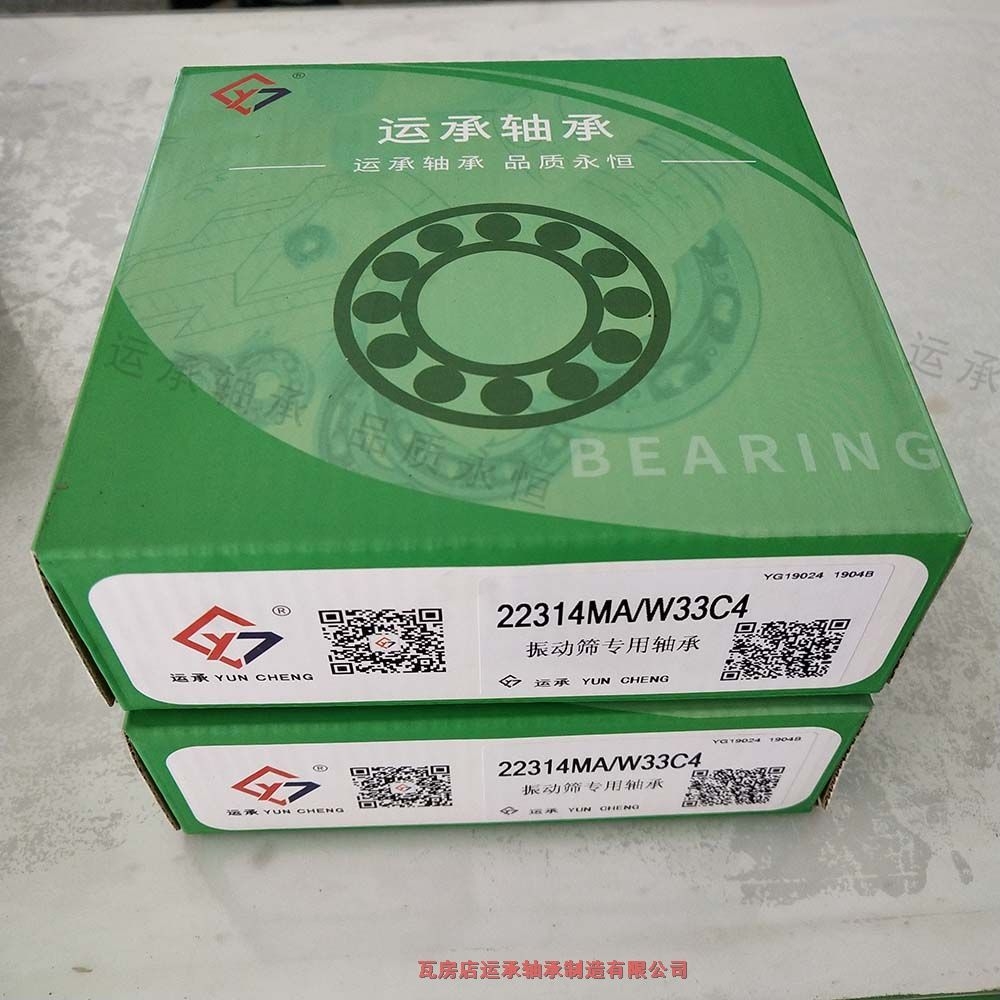 ®
运承轴承
运承轴承 品质永恒
BEARING
运承轴承 品质永恒
运承
YG19024 1904B
22314MA/W33C4
振动筛专用轴承
运承 YUN CHENG
®
运承 YUN CHENG
YG19024 1904B
22314MA/W33C4
振动筛专用轴承
运承 YUN CHENG
®
运承 YUN CHENG
瓦房店运承轴承制造有限公司